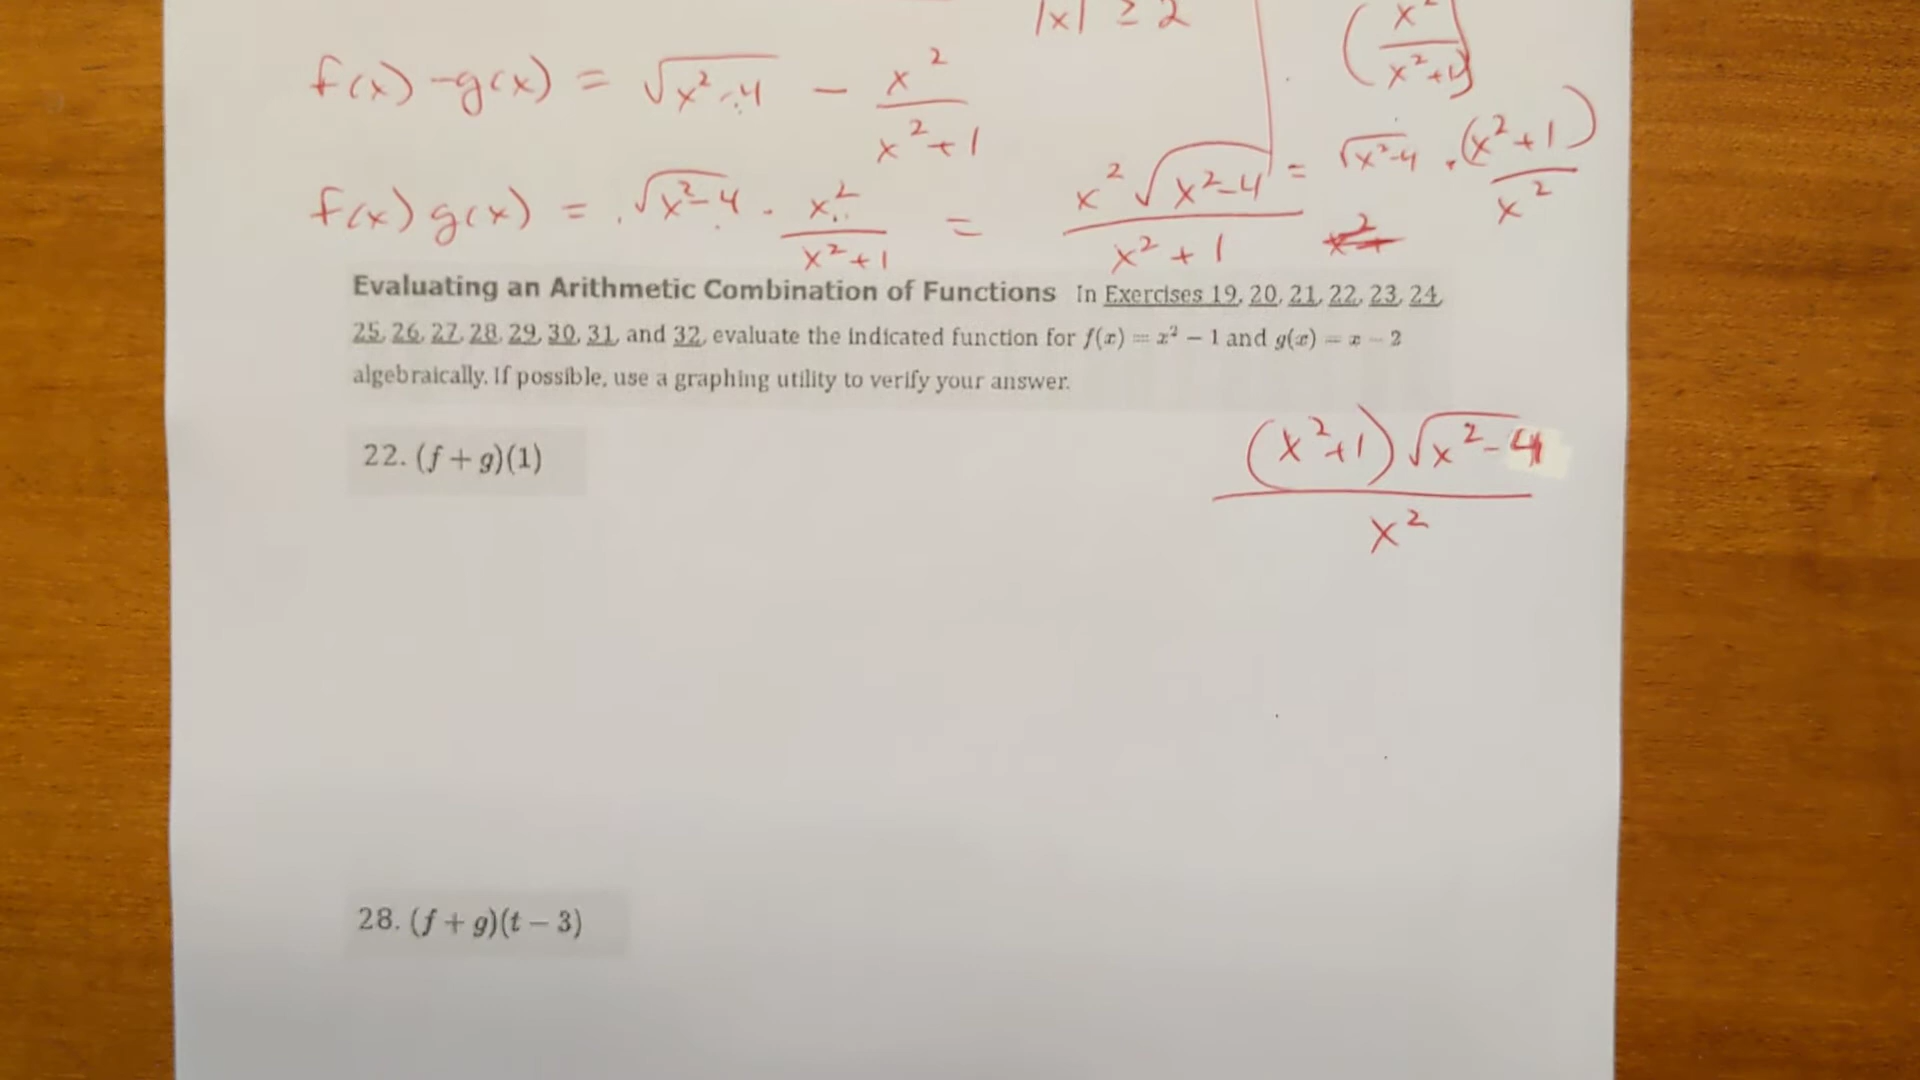 |x| ≥ 2
(x²/(x²+1))
f(x) - g(x) = √(x²-4) - x²/(x²+1)
f(x) g(x) = √(x²-4) · x²/(x²+1) = x²√(x²-4)/(x²+1)
= √(x²-4) · (x²+1)/x²
Evaluating an Arithmetic Combination of Functions In Exercises 19, 20, 21, 22, 23, 24,
25, 26, 27, 28, 29, 30, 31, and 32, evaluate the indicated function for f(x) = x² − 1 and g(x) = x − 2
algebraically. If possible, use a graphing utility to verify your answer.
22. (f + g)(1)
(x²+1)√(x²-4)/x²
28. (f + g)(t − 3)